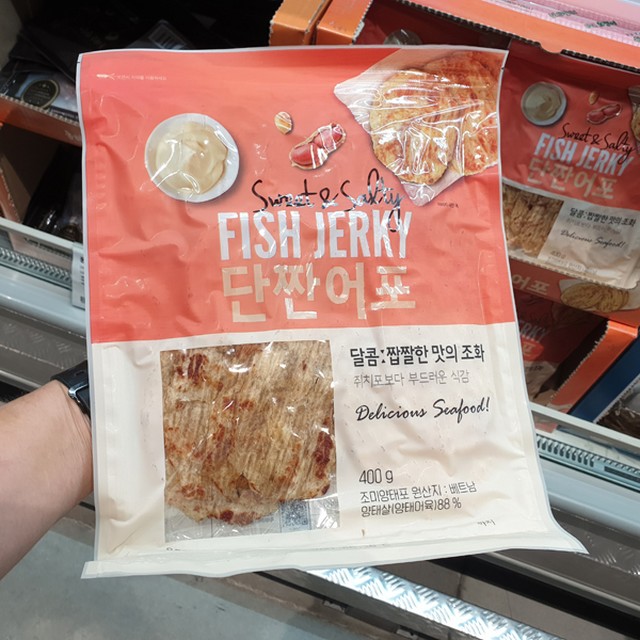 Sweet & Salty
FISH JERKY
단짠어포
달콤:짭짤한 맛의 조화
쥐치포보다 부드러운 식감
Delicious Seafood!
400 g
조미양태포 원산지 : 베트남
양태살(양태어육)88 %
Sweet & Salty
FISH JERKY
단짠어포
달콤:짭짤한 맛의 조화
Delicious Seafood!